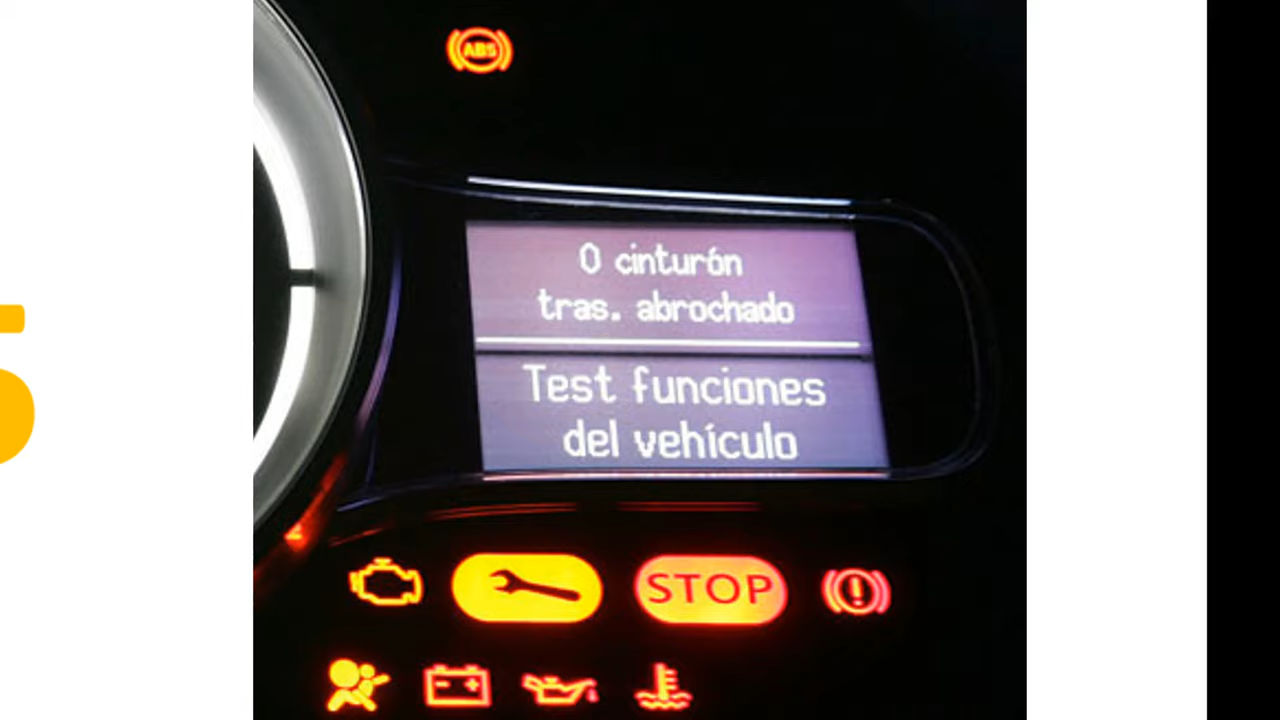 ABS
0 cinturón
tras. abrochado
Test funciones
del vehículo
STOP